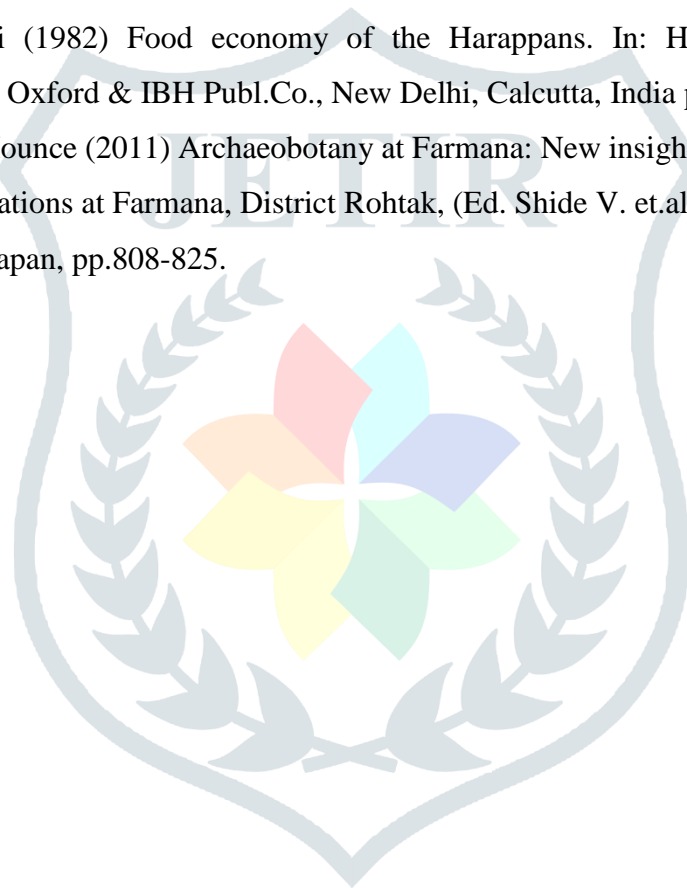 i (1982) Food economy of the Harappans. In: H
Oxford & IBH Publ.Co., New Delhi, Calcutta, India p
ounce (2011) Archaeobotany at Farmana: New insigh
ations at Farmana, District Rohtak, (Ed. Shide V. et.al
apan, pp.808-825.
JETIR